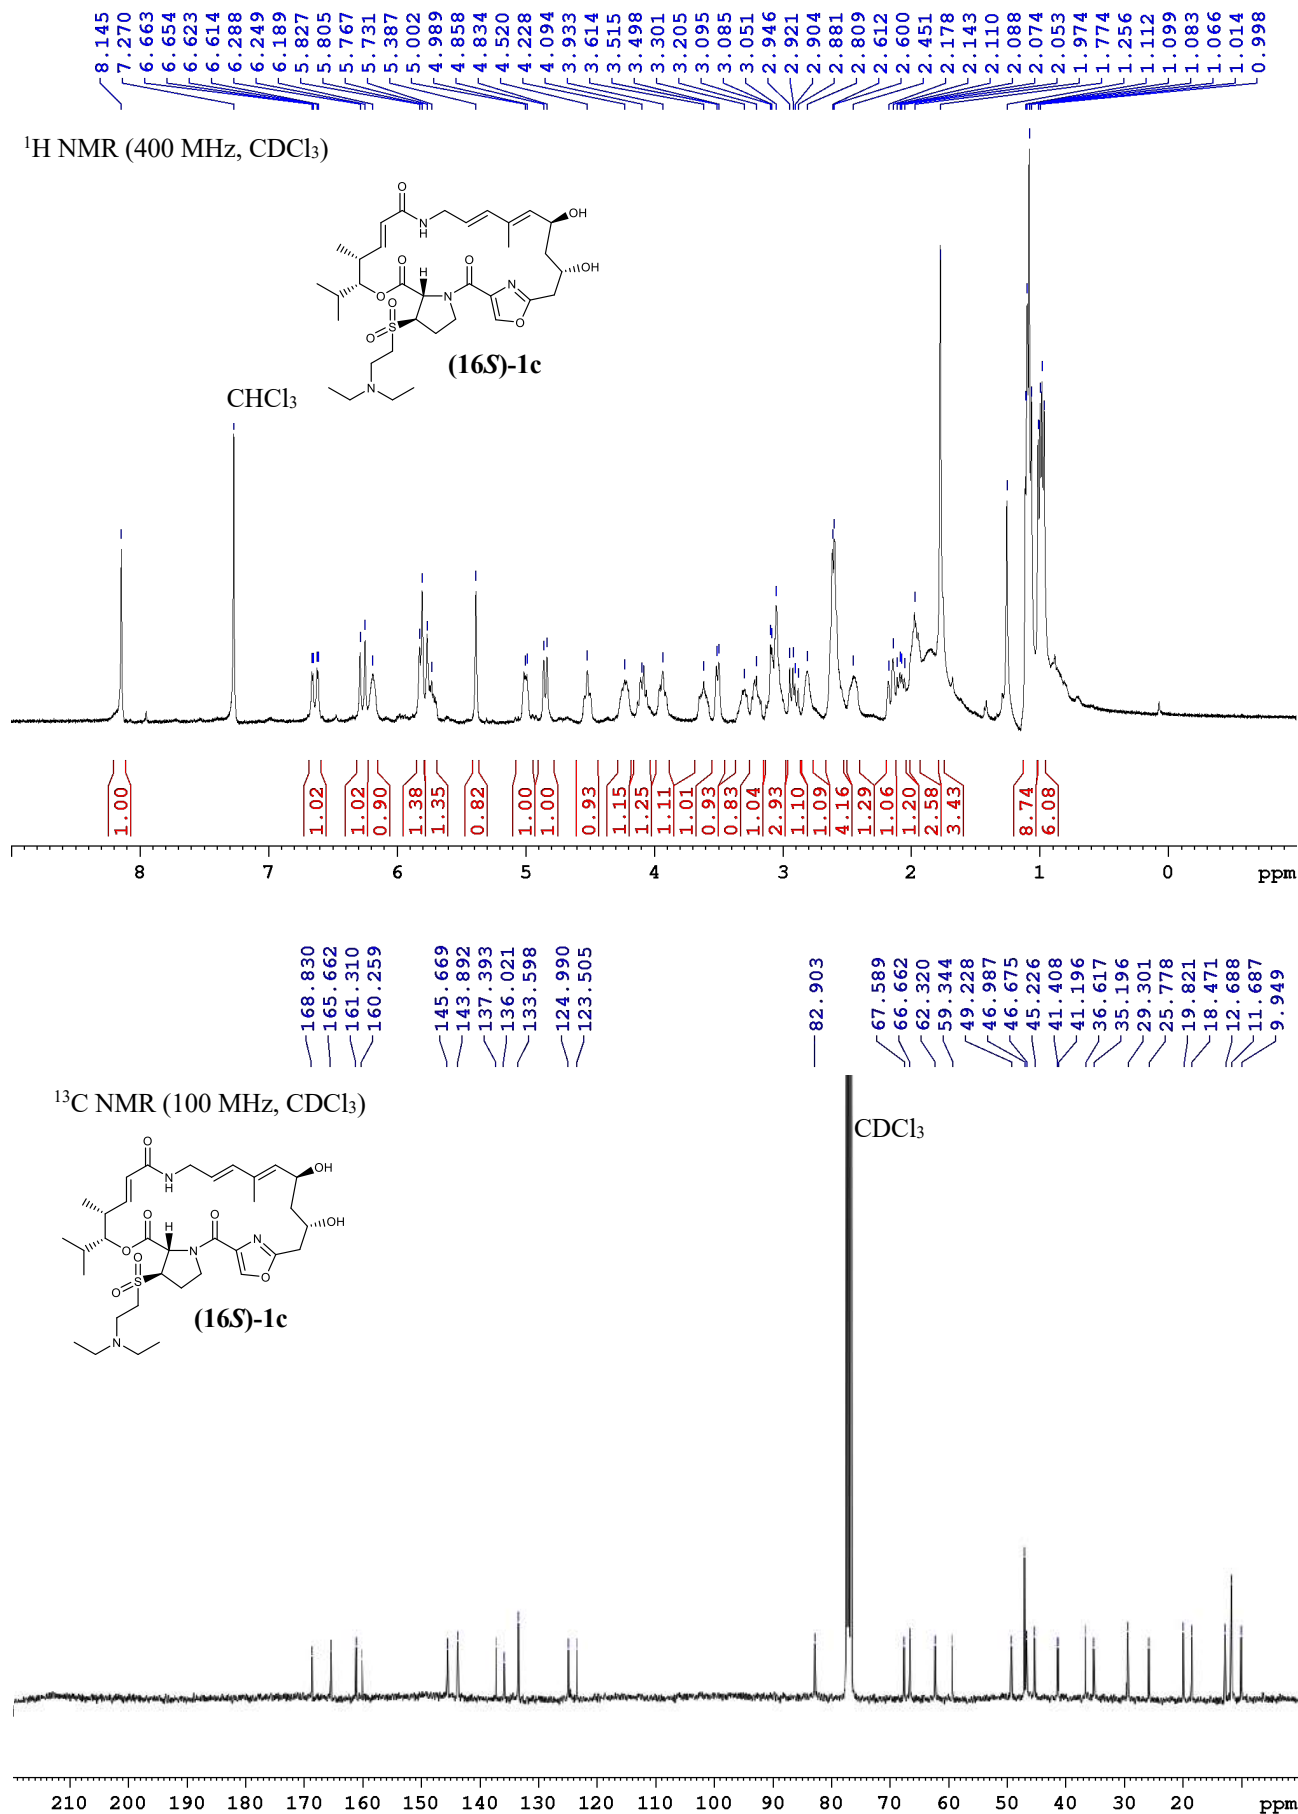 8.145
7.270
6.663
6.654
6.623
6.614
6.288
6.249
6.189
5.827
5.805
5.767
5.731
5.387
5.002
4.989
4.858
4.834
4.520
4.228
4.094
3.933
3.614
3.515
3.498
3.301
3.205
3.095
3.085
3.051
2.946
2.921
2.904
2.881
2.809
2.612
2.600
2.451
2.178
2.143
2.110
2.088
2.074
2.053
1.974
1.774
1.256
1.112
1.099
1.083
1.066
1.014
0.998
¹H NMR (400 MHz, CDCl₃)
O
N
H
OH
OH
O
H
O
N
N
O
O
O
S
O
N
(16S)-1c
CHCl₃
1.00
1.02
1.02
0.90
1.38
1.35
0.82
1.00
1.00
0.93
1.15
1.25
1.11
1.01
0.93
0.83
1.04
2.93
1.10
1.09
4.16
1.29
1.06
1.20
2.58
3.43
8.74
6.08
8 7 6 5 4 3 2 1 0 ppm
168.830
165.662
161.310
160.259
145.669
143.892
137.393
136.021
133.598
124.990
123.505
82.903
67.589
66.662
62.320
59.344
49.228
46.987
46.675
45.226
41.408
41.196
36.617
35.196
29.301
25.778
19.821
18.471
12.688
11.687
9.949
¹³C NMR (100 MHz, CDCl₃)
CDCl₃
O
N
H
OH
OH
O
H
O
N
N
O
O
O
S
O
N
(16S)-1c
210 200 190 180 170 160 150 140 130 120 110 100 90 80 70 60 50 40 30 20 ppm